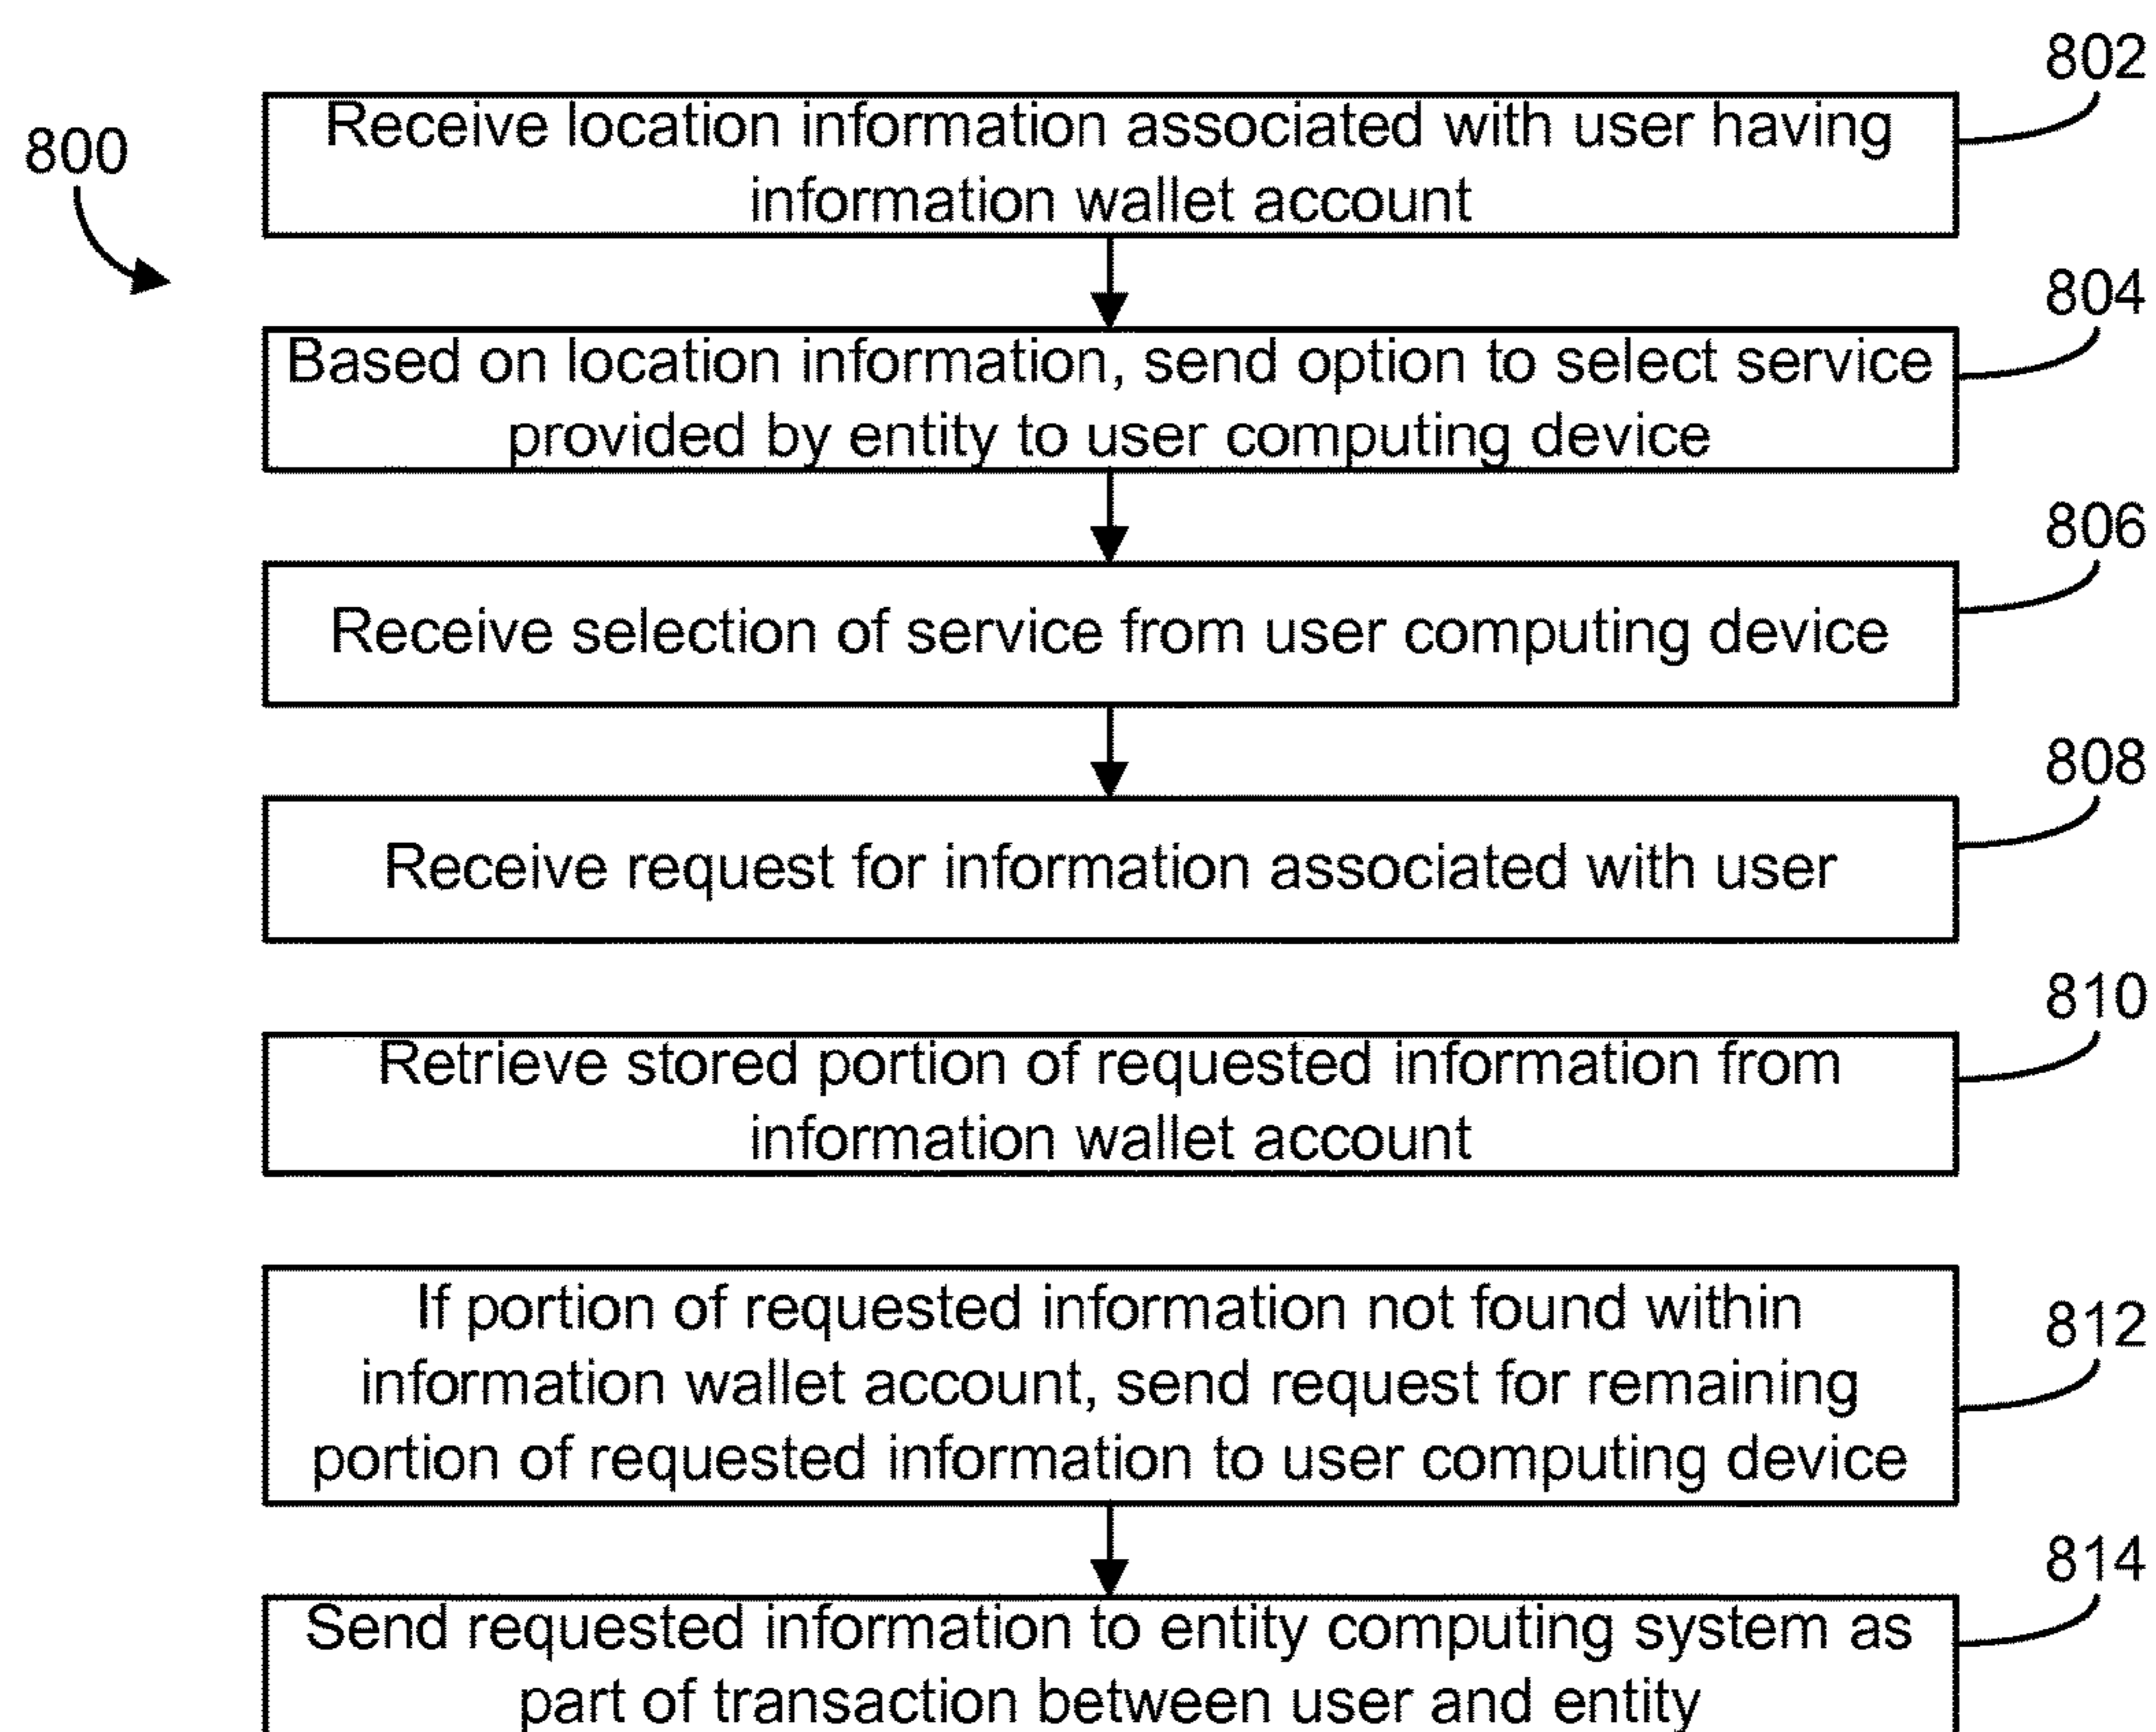 802
800
Receive location information associated with user having
information wallet account
804
Based on location information, send option to select service
provided by entity to user computing device
806
Receive selection of service from user computing device
808
Receive request for information associated with user
810
Retrieve stored portion of requested information from
information wallet account
812
If portion of requested information not found within
information wallet account, send request for remaining
portion of requested information to user computing device
814
Send requested information to entity computing system as
part of transaction between user and entity